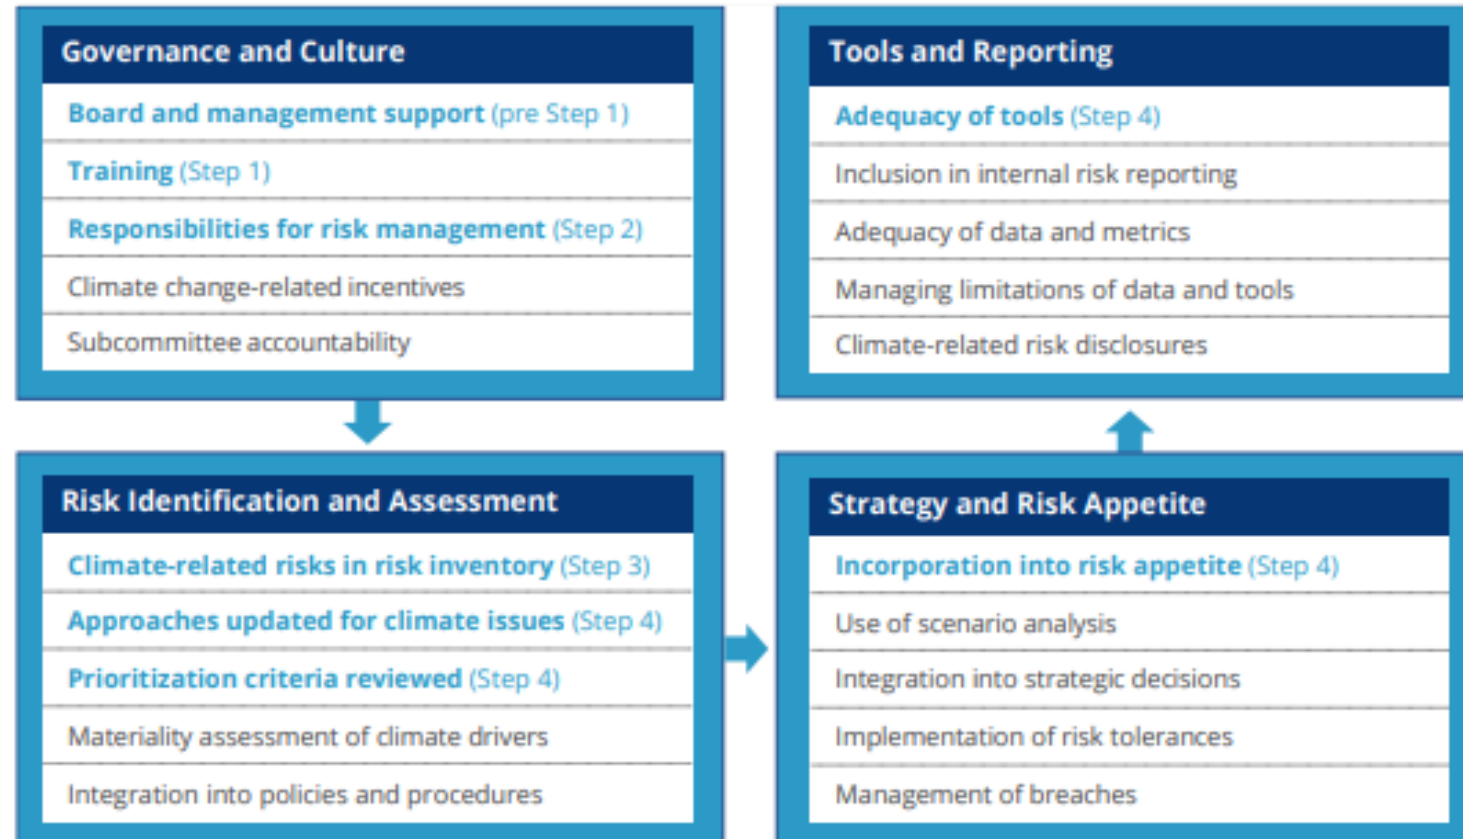 Governance and Culture
Board and management support (pre Step 1)
Training (Step 1)
Responsibilities for risk management (Step 2)
Climate change-related incentives
Subcommittee accountability
Risk Identification and Assessment
Climate-related risks in risk inventory (Step 3)
Approaches updated for climate issues (Step 4)
Prioritization criteria reviewed (Step 4)
Materiality assessment of climate drivers
Integration into policies and procedures
Strategy and Risk Appetite
Incorporation into risk appetite (Step 4)
Use of scenario analysis
Integration into strategic decisions
Implementation of risk tolerances
Management of breaches
Tools and Reporting
Adequacy of tools (Step 4)
Inclusion in internal risk reporting
Adequacy of data and metrics
Managing limitations of data and tools
Climate-related risk disclosures